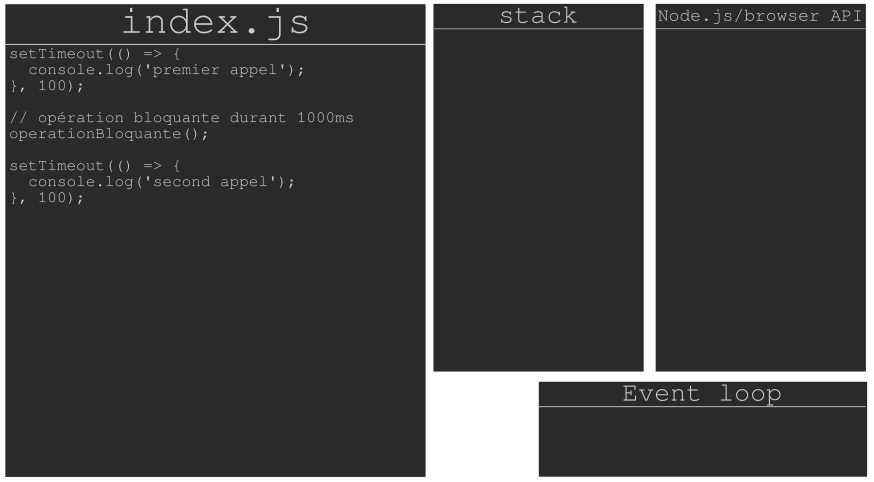 index.js
setTimeout(() => {
  console.log('premier appel');
}, 100);
// opération bloquante durant 1000ms
operationBloquante();
setTimeout(() => {
  console.log('second appel');
}, 100);
stack
Node.js/browser API
Event loop